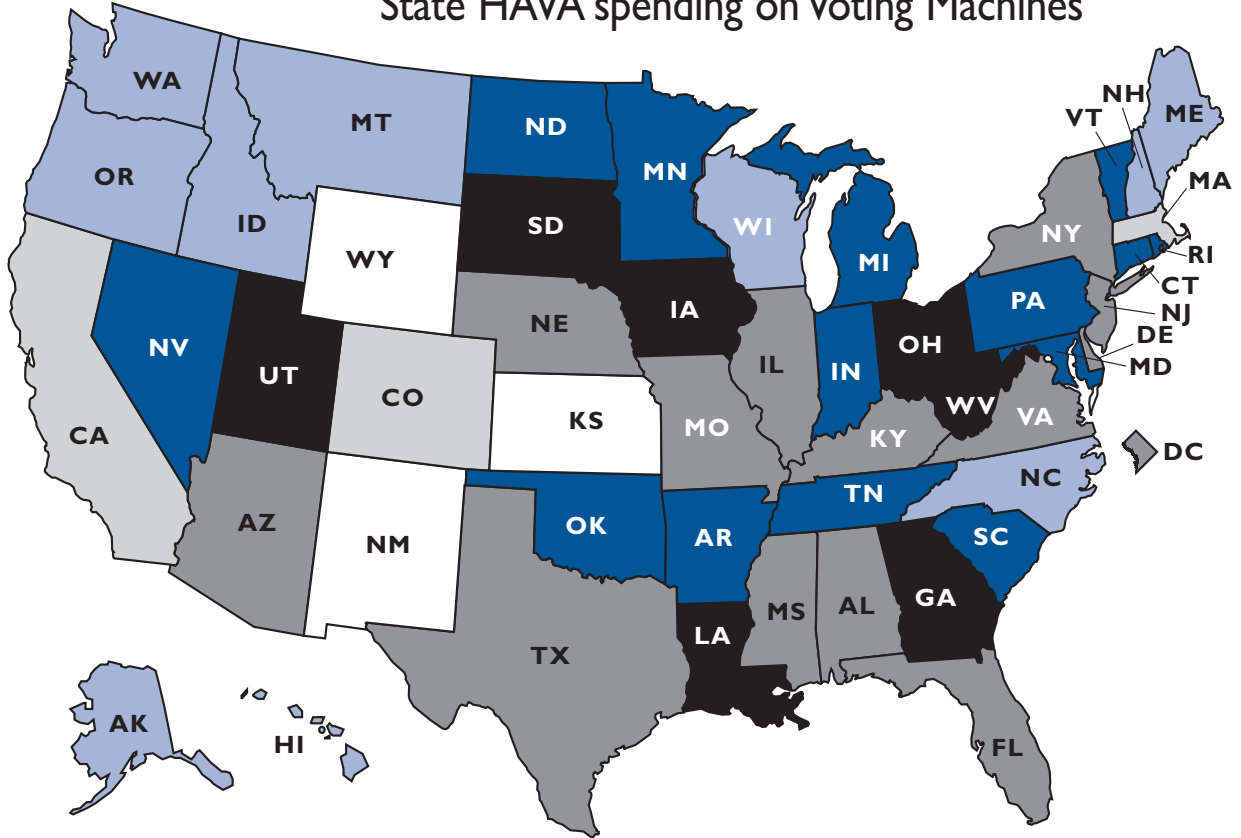 State HAVA spending on Voting Machines
WA
MT
ND
MN
OR
ID
WY
SD
WI
MI
VT
NH
ME
MA
NY
RI
CT
NJ
DE
MD
PA
NV
UT
CO
NE
IA
IL
IN
OH
WV
VA
DC
CA
KS
MO
KY
NC
TN
AZ
NM
OK
AR
SC
MS
AL
GA
TX
LA
FL
AK
HI